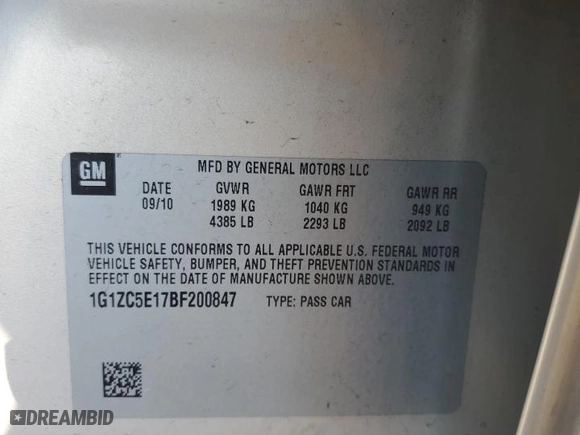 GM
MFD BY GENERAL MOTORS LLC
DATE GVWR GAWR FRT GAWR RR
09/10 1989 KG 1040 KG 949 KG
4385 LB 2293 LB 2092 LB
THIS VEHICLE CONFORMS TO ALL APPLICABLE U.S. FEDERAL MOTOR
VEHICLE SAFETY, BUMPER, AND THEFT PREVENTION STANDARDS IN
EFFECT ON THE DATE OF MANUFACTURE SHOWN ABOVE.
1G1ZC5E17BF200847 TYPE: PASS CAR
DREAMBID